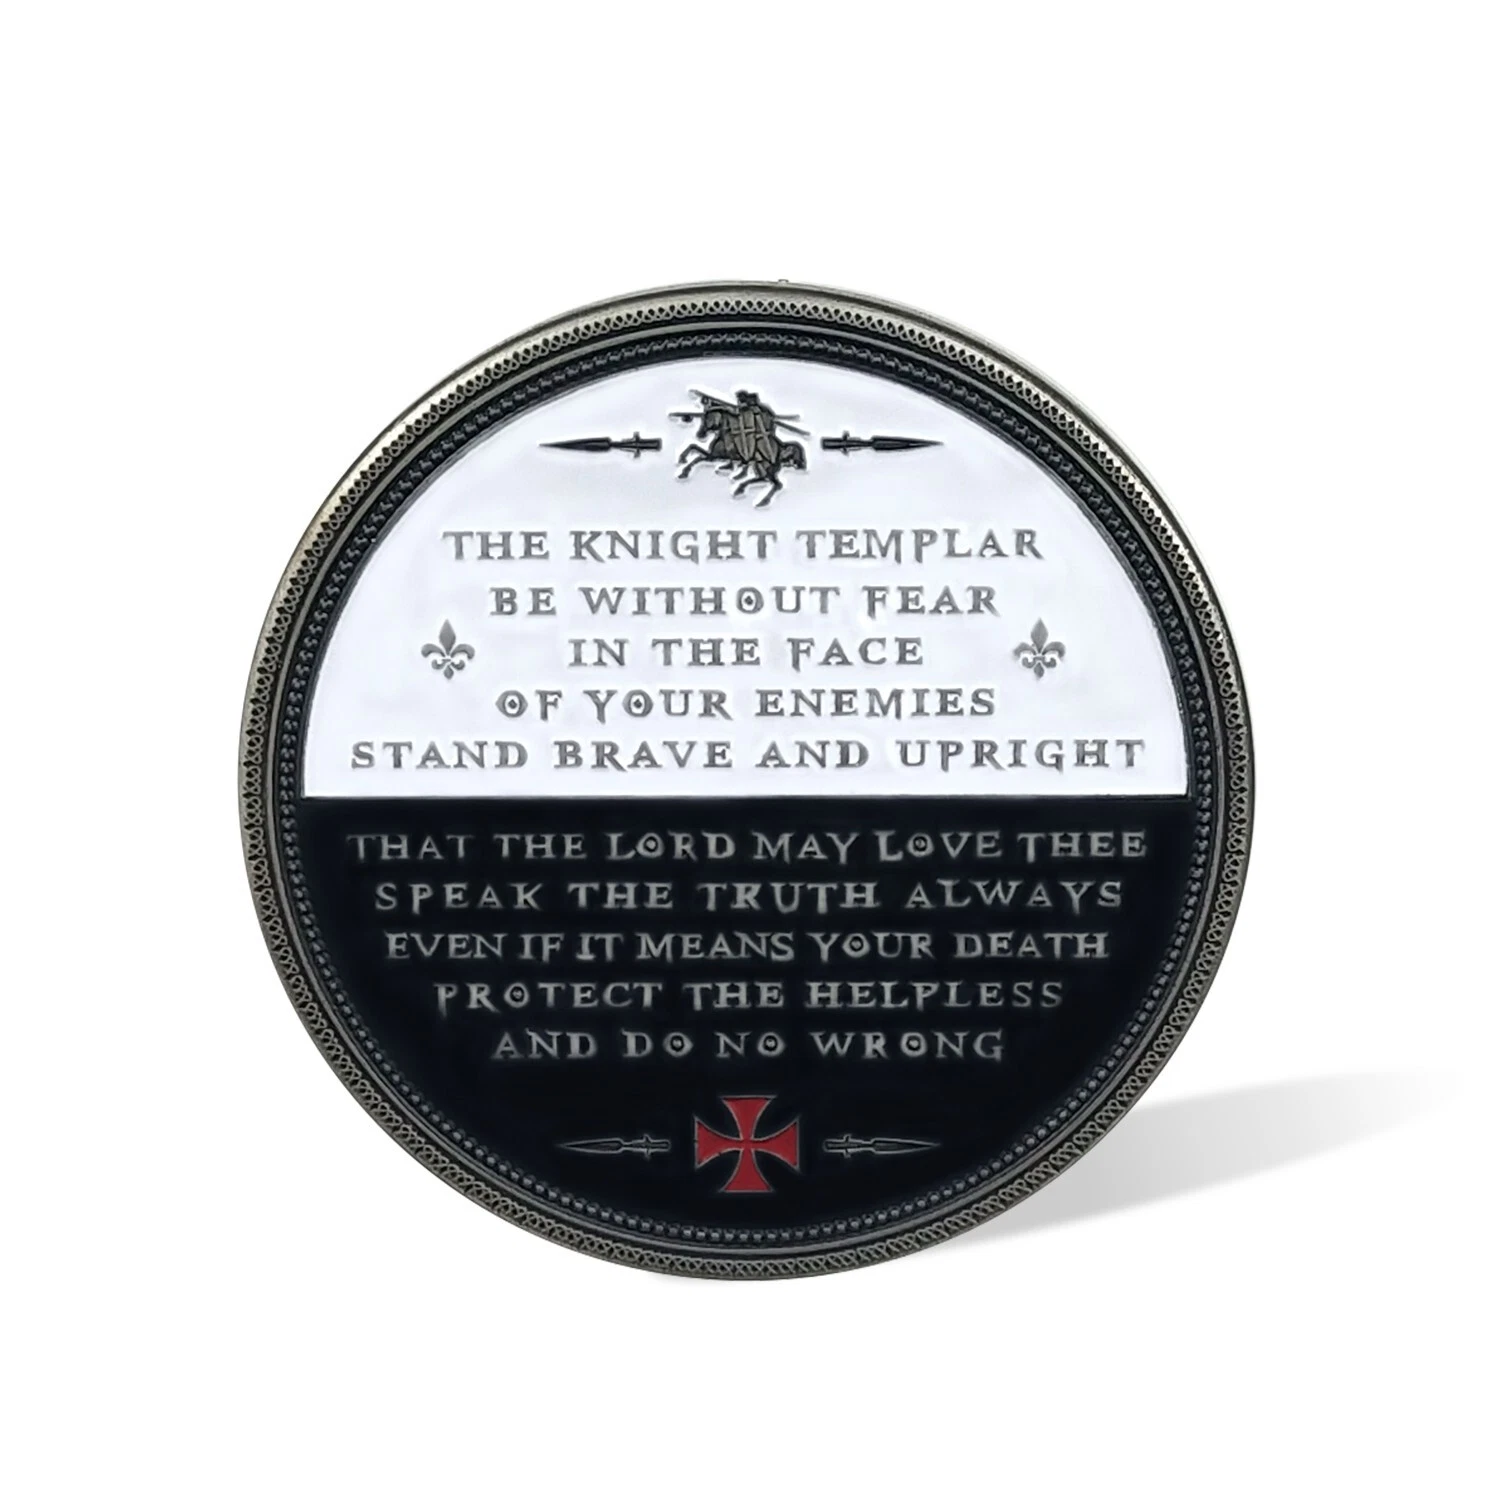 THE KNIGHT TEMPLAR
BE WITHOUT FEAR
IN THE FACE
OF YOUR ENEMIES
STAND BRAVE AND UPRIGHT
THAT THE LORD MAY LOVE THEE
SPEAK THE TRUTH ALWAYS
EVEN IF IT MEANS YOUR DEATH
PROTECT THE HELPLESS
AND DO NO WRONG